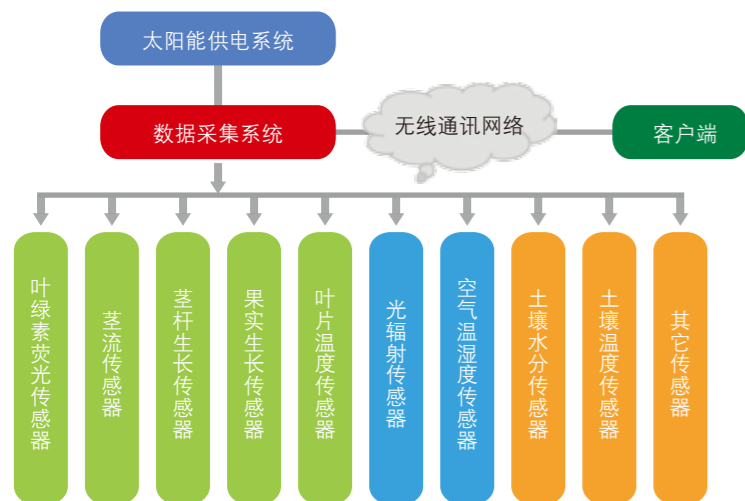 太阳能供电系统
数据采集系统
无线通讯网络
客户端
叶绿素荧光传感器
茎流传感器
茎杆生长传感器
果实生长传感器
叶片温度传感器
光辐射传感器
空气温湿度传感器
土壤水分传感器
土壤温度传感器
其它传感器